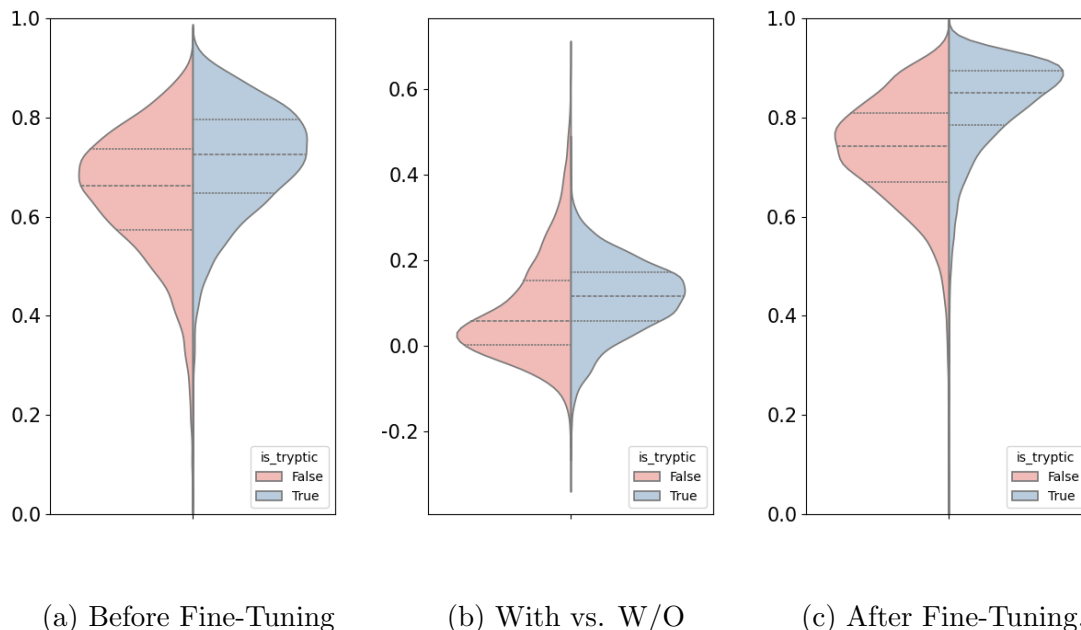 1.0
0.8
0.6
0.4
0.2
0.0
is_tryptic
False
True
0.6
0.4
0.2
0.0
-0.2
is_tryptic
False
True
1.0
0.8
0.6
0.4
0.2
0.0
is_tryptic
False
True
(a) Before Fine-Tuning
(b) With vs. W/O
(c) After Fine-Tuning.